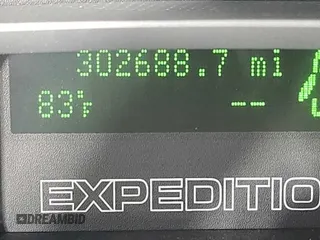 302688.7 mi
83°F --
EXPEDITIO
DREAMBID